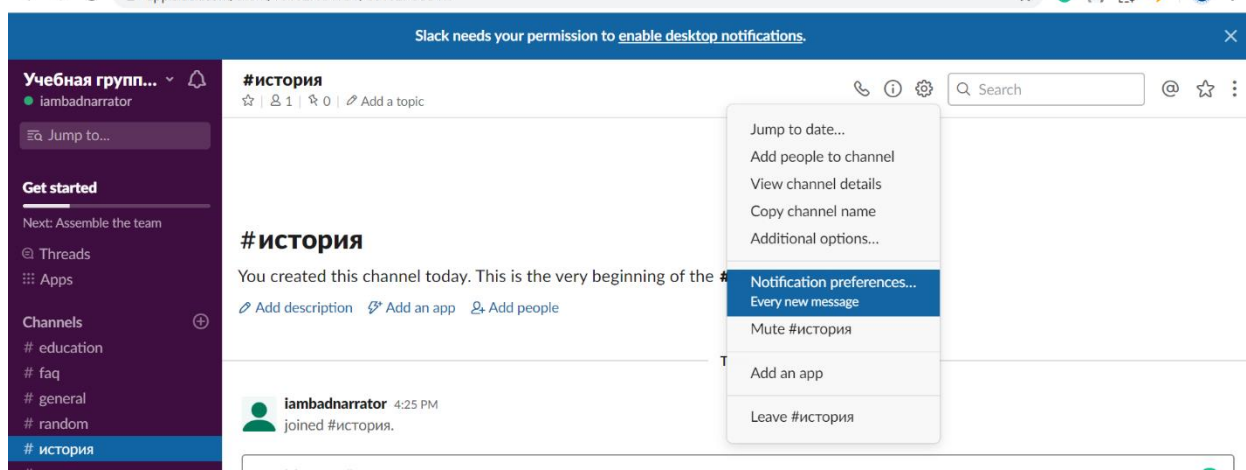 Slack needs your permission to enable desktop notifications.
Учебная групп...
iambadnarrator
Jump to...
Get started
Next: Assemble the team
Threads
Apps
Channels
# education
# faq
# general
# random
# история
#история
1 | 0 | Add a topic
Search
#история
You created this channel today. This is the very beginning of the #
Add description Add an app Add people
iambadnarrator 4:25 PM
joined #история.
Jump to date...
Add people to channel
View channel details
Copy channel name
Additional options...
Notification preferences...
Every new message
Mute #история
Add an app
Leave #история